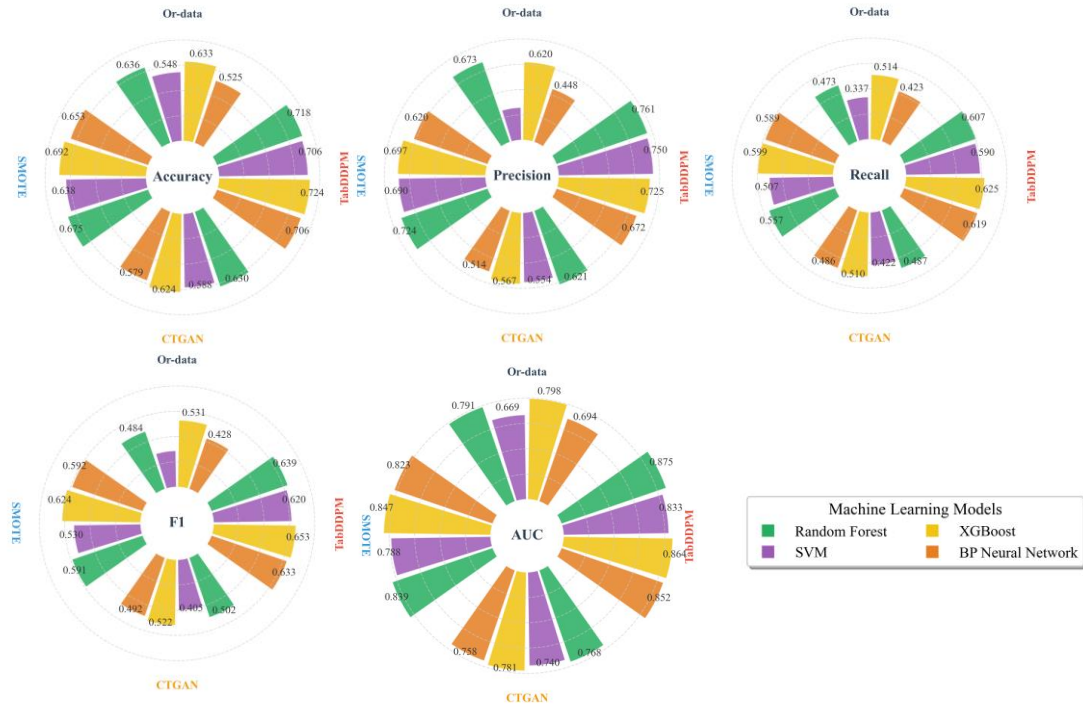 Or-data
0.636
0.548
0.633
0.525
0.718
0.706
0.724
0.706
0.630
0.588
0.624
0.579
0.675
0.638
0.692
0.653
Accuracy
SMOTE
TabDDPM
CTGAN
Or-data
0.673
0.620
0.448
0.761
0.750
0.725
0.672
0.621
0.554
0.567
0.514
0.724
0.690
0.697
0.620
Precision
SMOTE
TabDDPM
CTGAN
Or-data
0.473
0.337
0.514
0.423
0.607
0.590
0.625
0.619
0.487
0.422
0.510
0.486
0.557
0.507
0.599
0.589
Recall
SMOTE
TabDDPM
CTGAN
Or-data
0.484
0.531
0.428
0.639
0.620
0.653
0.633
0.502
0.405
0.522
0.492
0.591
0.530
0.624
0.592
F1
SMOTE
TabDDPM
CTGAN
Or-data
0.791
0.669
0.798
0.694
0.875
0.833
0.864
0.852
0.768
0.740
0.781
0.758
0.839
0.788
0.847
0.823
AUC
SMOTE
TabDDPM
CTGAN
Machine Learning Models
Random Forest
XGBoost
SVM
BP Neural Network